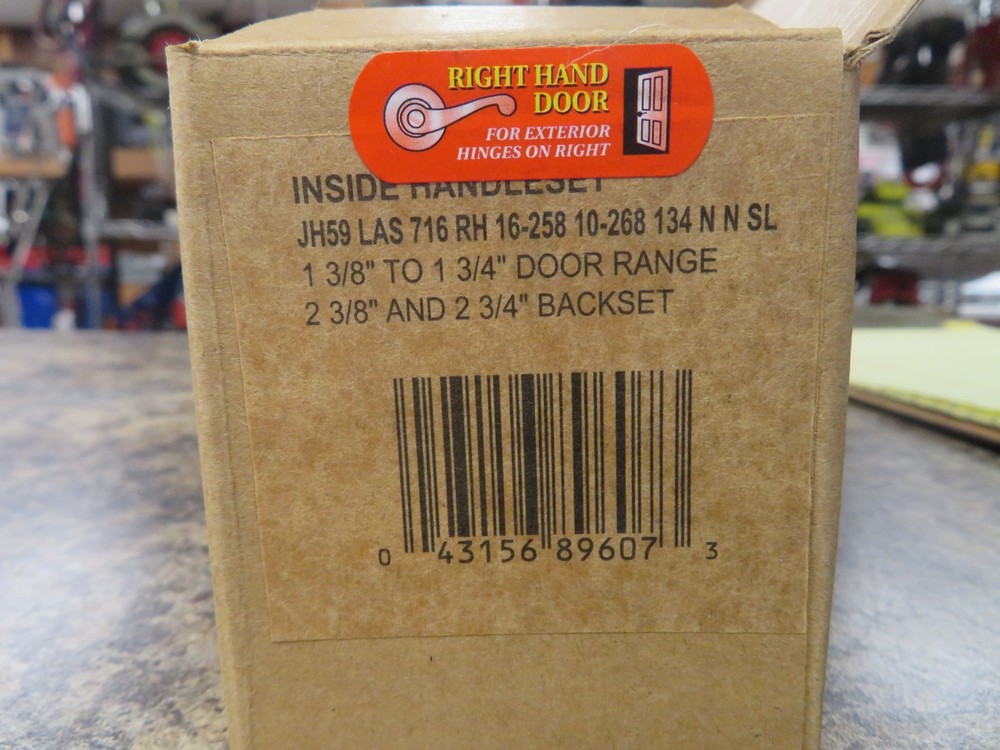 RIGHT HAND
DOOR
FOR EXTERIOR
HINGES ON RIGHT
INSIDE HANDLESET
JH59 LAS 716 RH 16-258 10-268 134 N N SL
1 3/8" TO 1 3/4" DOOR RANGE
2 3/8" AND 2 3/4" BACKSET
0 43156 89607 3